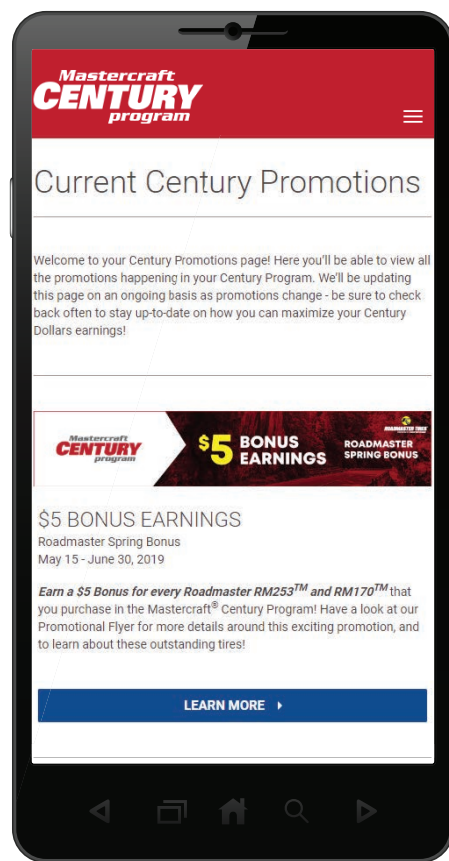 Mastercraft
CENTURY
program
Current Century Promotions
Welcome to your Century Promotions page! Here you'll be able to view all
the promotions happening in your Century Program. We'll be updating
this page on an ongoing basis as promotions change - be sure to check
back often to stay up-to-date on how you can maximize your Century
Dollars earnings!
Mastercraft
CENTURY
program
$5 BONUS
EARNINGS
ROADMASTER TIRES
ROADMASTER
SPRING BONUS
$5 BONUS EARNINGS
Roadmaster Spring Bonus
May 15 - June 30, 2019
Earn a $5 Bonus for every Roadmaster RM253™ and RM170™ that
you purchase in the Mastercraft® Century Program! Have a look at our
Promotional Flyer for more details around this exciting promotion, and
to learn about these outstanding tires!
LEARN MORE